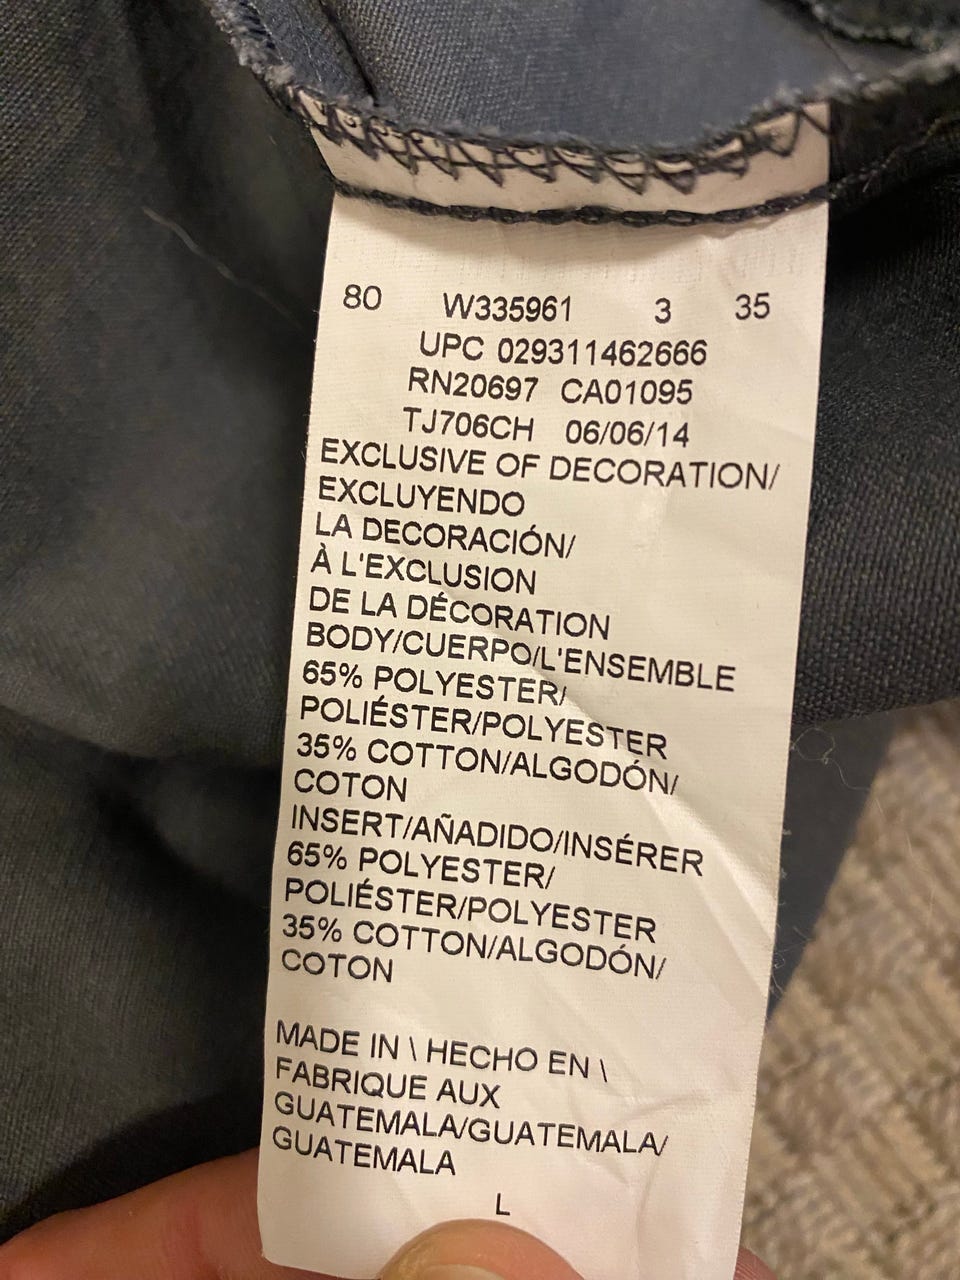 80 W335961 3 35
UPC 029311462666
RN20697 CA01095
TJ706CH 06/06/14
EXCLUSIVE OF DECORATION/
EXCLUYENDO
LA DECORACIÓN/
À L'EXCLUSION
DE LA DÉCORATION
BODY/CUERPO/L'ENSEMBLE
65% POLYESTER/
POLIÉSTER/POLYESTER
35% COTTON/ALGODÓN/
COTON
INSERT/AÑADIDO/INSÉRER
65% POLYESTER/
POLIÉSTER/POLYESTER
35% COTTON/ALGODÓN/
COTON
MADE IN \ HECHO EN \
FABRIQUE AUX
GUATEMALA/GUATEMALA/
GUATEMALA
L